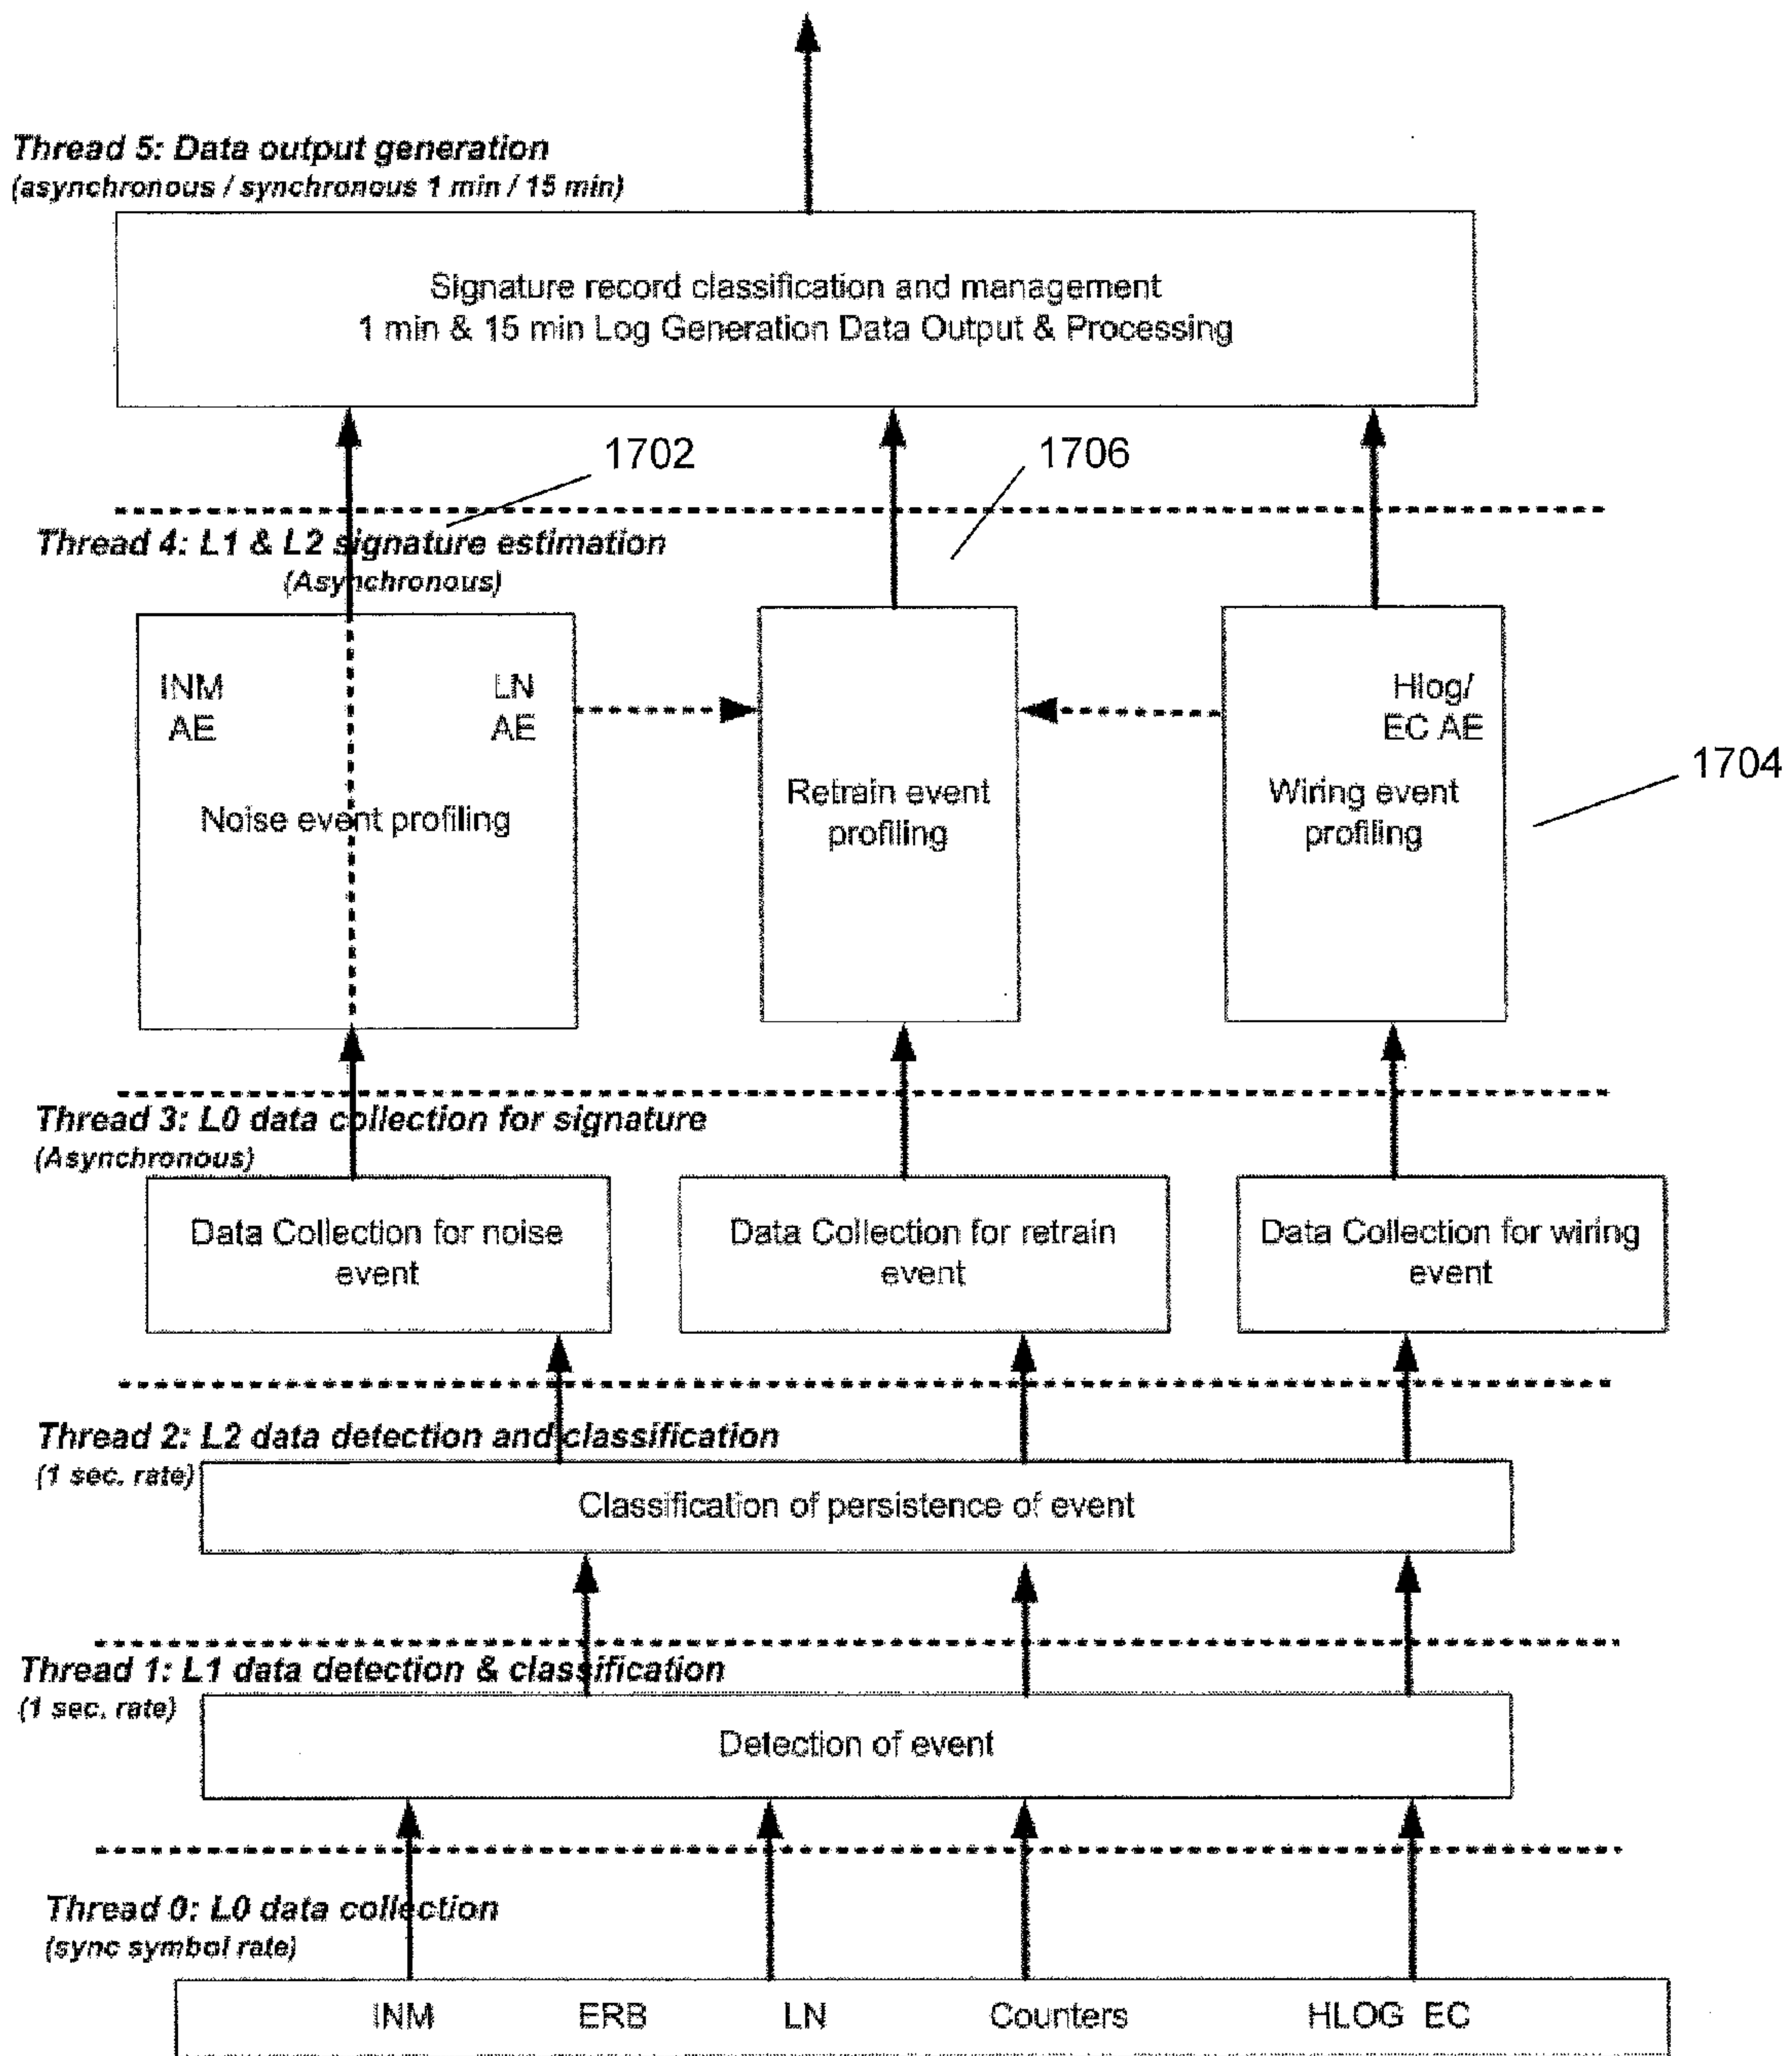 Thread 5: Data output generation
(asynchronous / synchronous 1 min / 15 min)
Signature record classification and management
1 min & 15 min Log Generation Data Output & Processing
1702
1706
Thread 4: L1 & L2 signature estimation
(Asynchronous)
INM
AE
LN
AE
Noise event profiling
Retrain event
profiling
Hlog/
EC AE
Wiring event
profiling
1704
Thread 3: L0 data collection for signature
(Asynchronous)
Data Collection for noise
event
Data Collection for retrain
event
Data Collection for wiring
event
Thread 2: L2 data detection and classification
(1 sec. rate)
Classification of persistence of event
Thread 1: L1 data detection & classification
(1 sec. rate)
Detection of event
Thread 0: L0 data collection
(sync symbol rate)
INM ERB LN Counters HLOG EC